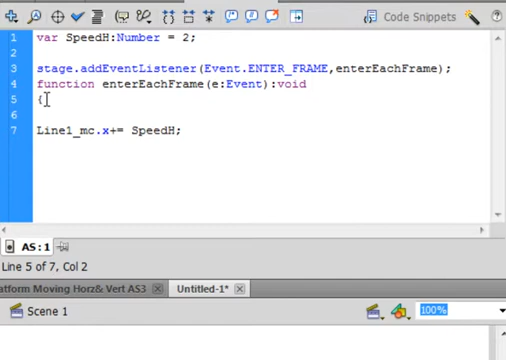 Code Snippets
1 var SpeedH:Number = 2;
2
3 stage.addEventListener(Event.ENTER_FRAME,enterEachFrame);
4 function enterEachFrame(e:Event):void
5 {
6
7 Line1_mc.x+= SpeedH;
AS:1
Line 5 of 7, Col 2
atform Moving Horz& Vert AS3 Untitled-1*
Scene 1 100%